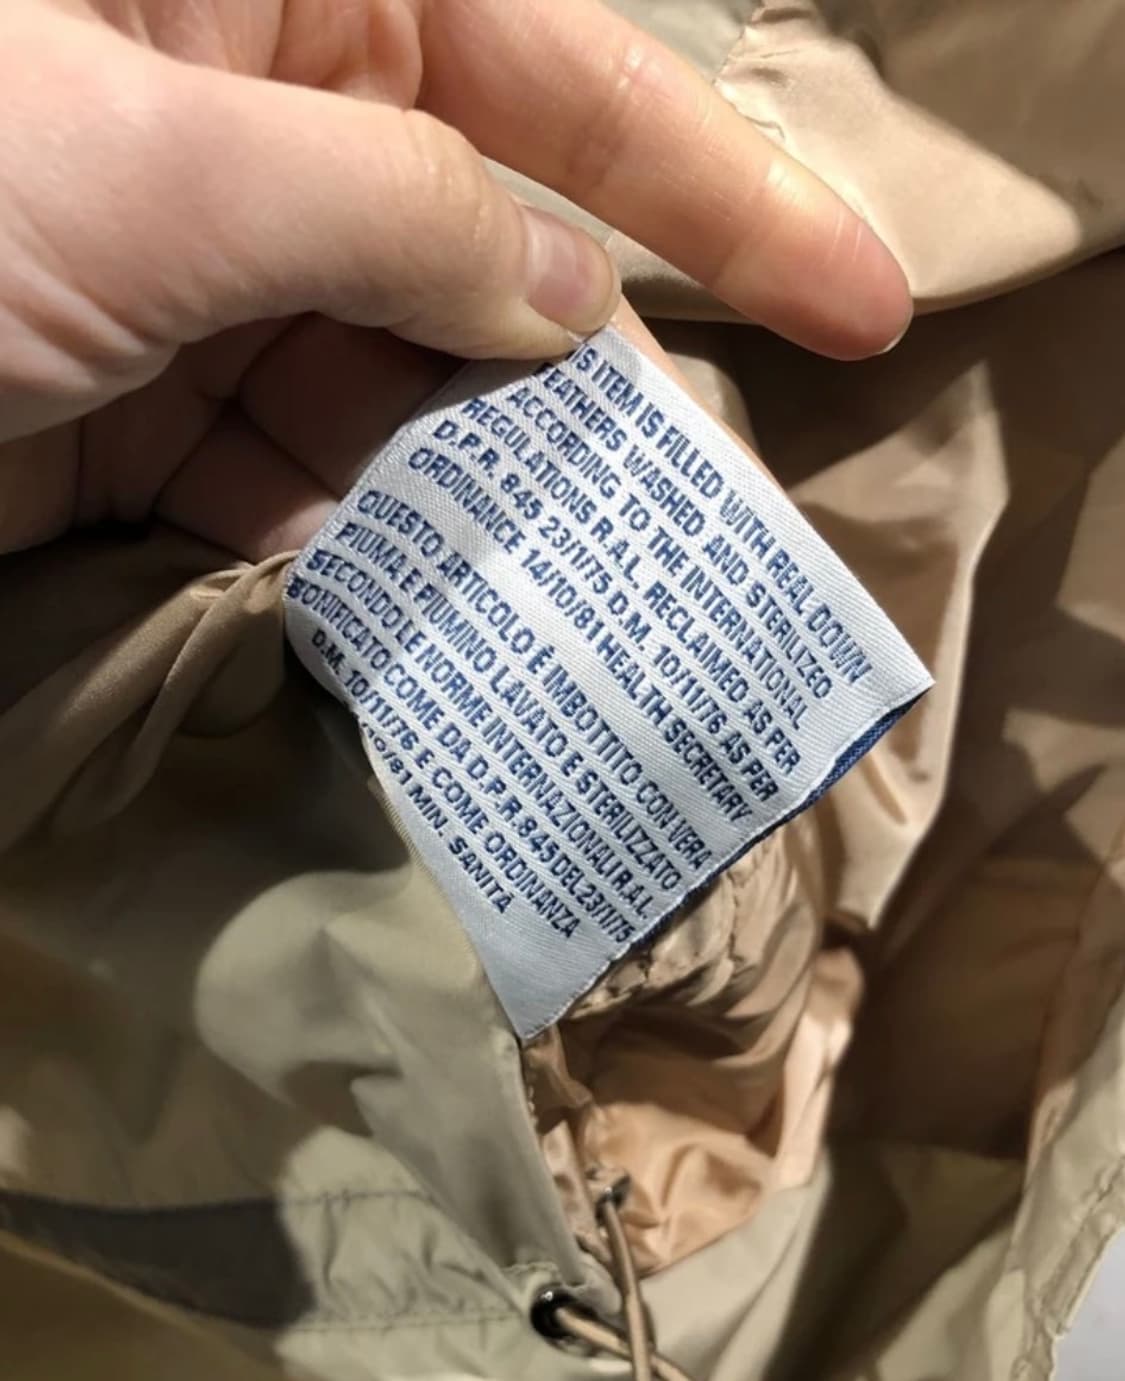 IS ITEM IS FILLED WITH REAL DOWN
EATHERS WASHED AND STERILIZED
ACCORDING TO THE INTERNATIONAL
REGULATIONS R.A.L. RECLAIMED AS PER
D.P.R. 845 23/11/75 D.M. 10/11/76 AS PER
ORDINANCE 14/10/81 HEALTH SECRETARY
QUESTO ARTICOLO È IMBOTTITO CON VERA
PIUMA E PIUMINO LAVATO E STERILIZZATO
SECONDO LE NORME INTERNAZIONALI R.A.L.
BONIFICATO COME DA D.P.R 845 DEL 23/11/75
D.M. 10/11/76 E COME ORDINANZA
10/81 MIN. SANITÁ